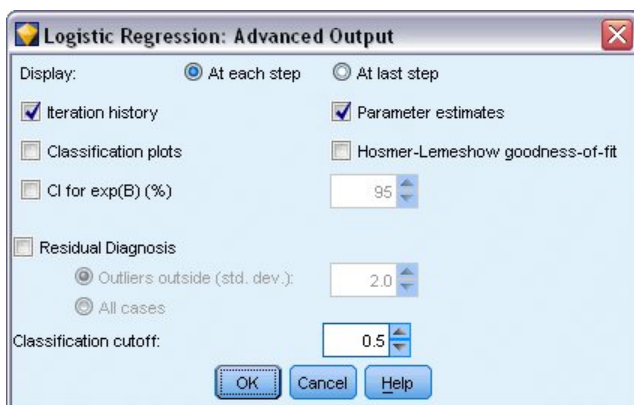 Logistic Regression: Advanced Output
Display: At each step At last step
Iteration history Parameter estimates
Classification plots Hosmer-Lemeshow goodness-of-fit
CI for exp(B) (%) 95
Residual Diagnosis
Outliers outside (std. dev.): 2.0
All cases
Classification cutoff: 0.5
OK Cancel Help